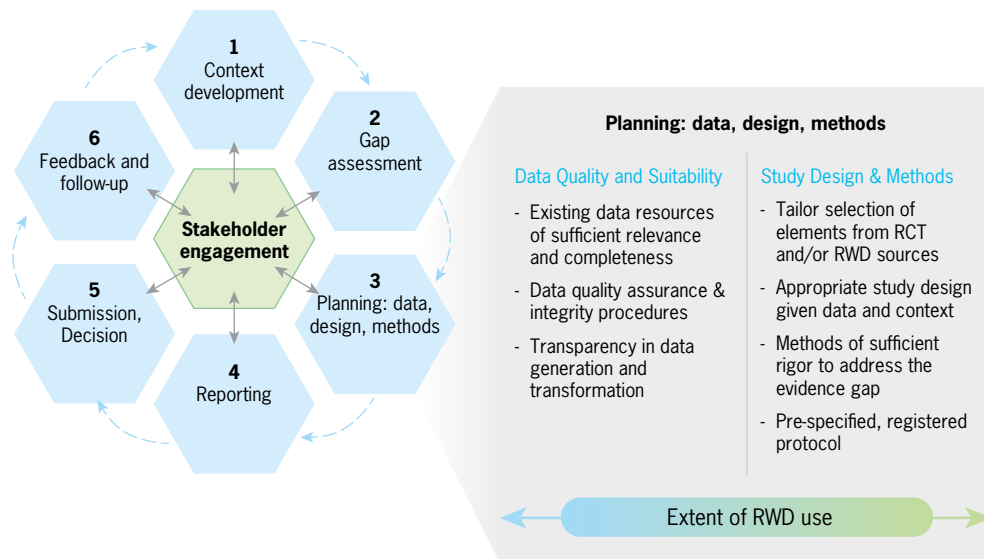 1
Context
development
2
Gap
assessment
3
Planning: data,
design, methods
4
Reporting
5
Submission,
Decision
6
Feedback and
follow-up
Stakeholder
engagement
Planning: data, design, methods
Data Quality and Suitability
- Existing data resources
of sufficient relevance
and completeness
- Data quality assurance &
integrity procedures
- Transparency in data
generation and
transformation
Study Design & Methods
- Tailor selection of
elements from RCT
and/or RWD sources
- Appropriate study design
given data and context
- Methods of sufficient
rigor to address the
evidence gap
- Pre-specified, registered
protocol
Extent of RWD use